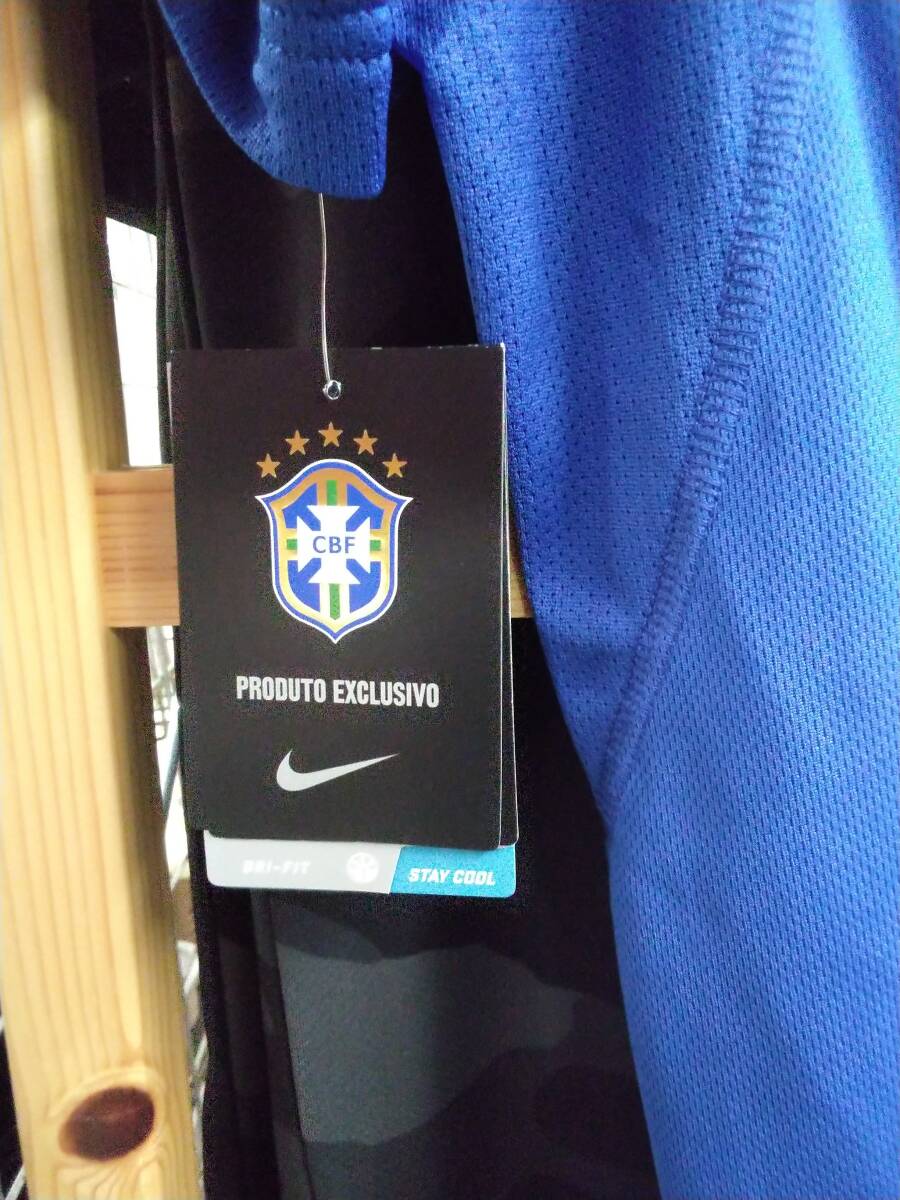 CBF
PRODUTO EXCLUSIVO
DRI-FIT
STAY COOL